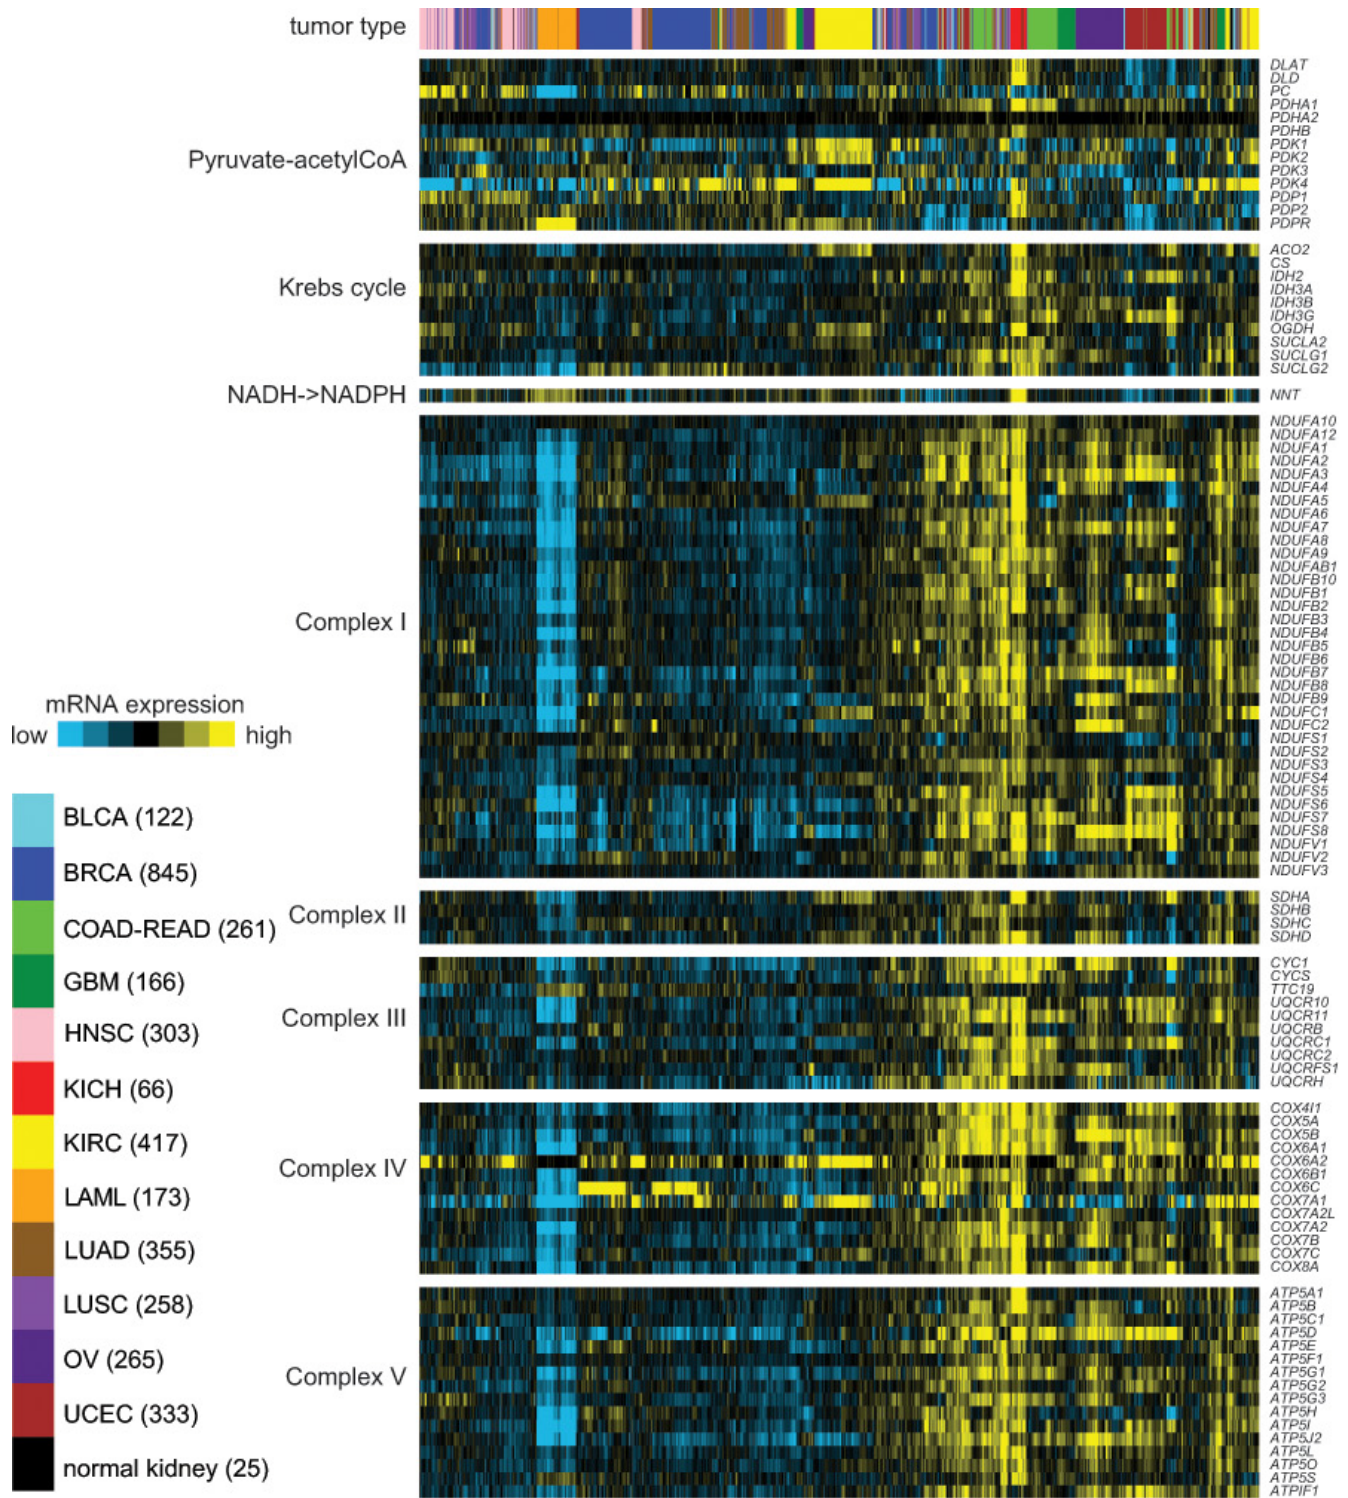 tumor type
Pyruvate-acetylCoA
DLAT
DLD
PC
PDHA1
PDHA2
PDHB
PDK1
PDK2
PDK3
PDK4
PDP1
PDP2
PDPR
Krebs cycle
ACO2
CS
IDH2
IDH3A
IDH3B
IDH3G
OGDH
SUCLA2
SUCLG1
SUCLG2
NADH->NADPH
NNT
Complex I
NDUFA10
NDUFA12
NDUFA1
NDUFA2
NDUFA3
NDUFA4
NDUFA5
NDUFA6
NDUFA7
NDUFA8
NDUFA9
NDUFAB1
NDUFB10
NDUFB1
NDUFB2
NDUFB3
NDUFB4
NDUFB5
NDUFB6
NDUFB7
NDUFB8
NDUFB9
NDUFC1
NDUFC2
NDUFS1
NDUFS2
NDUFS3
NDUFS4
NDUFS5
NDUFS6
NDUFS7
NDUFS8
NDUFV1
NDUFV2
NDUFV3
Complex II
SDHA
SDHB
SDHC
SDHD
Complex III
CYC1
CYCS
TTC19
UQCR10
UQCR11
UQCRB
UQCRC1
UQCRC2
UQCRFS1
UQCRH
Complex IV
COX4I1
COX5A
COX5B
COX6A1
COX6A2
COX6B1
COX6C
COX7A1
COX7A2L
COX7A2
COX7B
COX7C
COX8A
Complex V
ATP5A1
ATP5B
ATP5C1
ATP5D
ATP5E
ATP5F1
ATP5G1
ATP5G2
ATP5G3
ATP5H
ATP5I
ATP5J2
ATP5L
ATP5O
ATP5S
ATPIF1
mRNA expression
low high
BLCA (122)
BRCA (845)
COAD-READ (261)
GBM (166)
HNSC (303)
KICH (66)
KIRC (417)
LAML (173)
LUAD (355)
LUSC (258)
OV (265)
UCEC (333)
normal kidney (25)